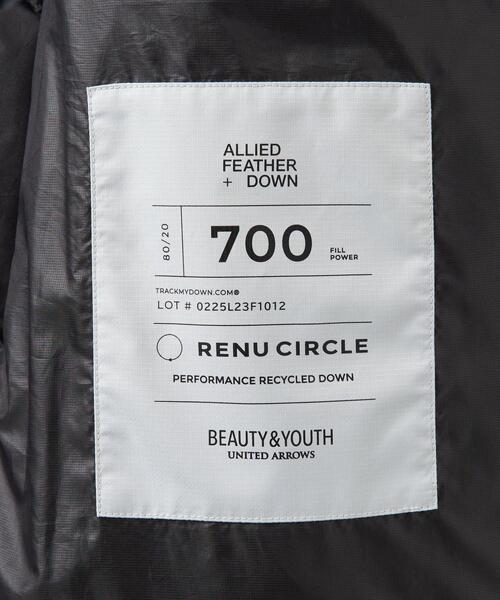 ALLIED
FEATHER
+ DOWN
80/20
700
FILL
POWER
TRACKMYDOWN.COM®
LOT # 0225L23F1012
RENU CIRCLE
PERFORMANCE RECYCLED DOWN
BEAUTY&YOUTH
UNITED ARROWS